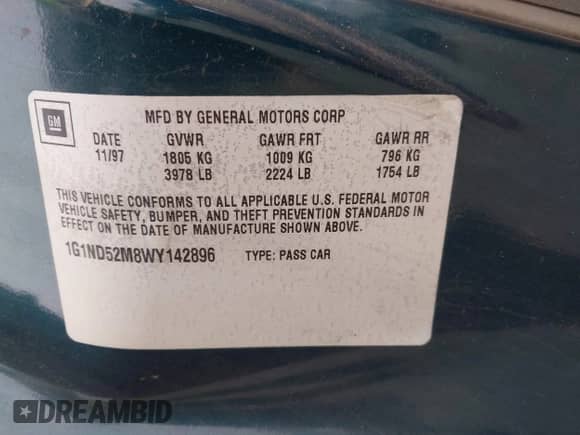 GM
MFD BY GENERAL MOTORS CORP
DATE GVWR GAWR FRT GAWR RR
11/97 1805 KG 1009 KG 796 KG
3978 LB 2224 LB 1754 LB
THIS VEHICLE CONFORMS TO ALL APPLICABLE U.S. FEDERAL MOTOR
VEHICLE SAFETY, BUMPER, AND THEFT PREVENTION STANDARDS IN
EFFECT ON THE DATE OF MANUFACTURE SHOWN ABOVE.
1G1ND52M8WY142896 TYPE: PASS CAR
DREAMBID